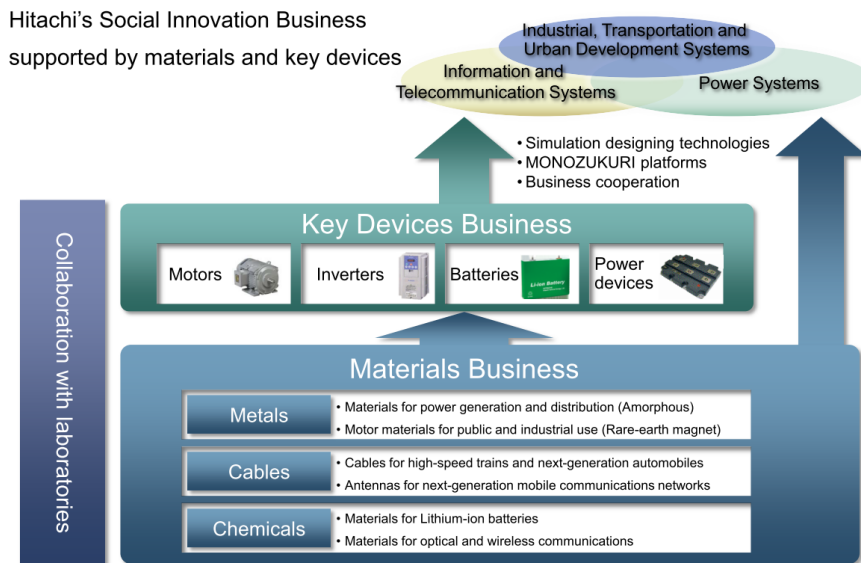 Hitachi's Social Innovation Business
supported by materials and key devices
Industrial, Transportation and
Urban Development Systems
Information and
Telecommunication Systems
Power Systems
• Simulation designing technologies
• MONOZUKURI platforms
• Business cooperation
Collaboration with laboratories
Key Devices Business
Motors
Inverters
Batteries
Li-ion Battery
Power
devices
Materials Business
Metals
• Materials for power generation and distribution (Amorphous)
• Motor materials for public and industrial use (Rare-earth magnet)
Cables
• Cables for high-speed trains and next-generation automobiles
• Antennas for next-generation mobile communications networks
Chemicals
• Materials for Lithium-ion batteries
• Materials for optical and wireless communications